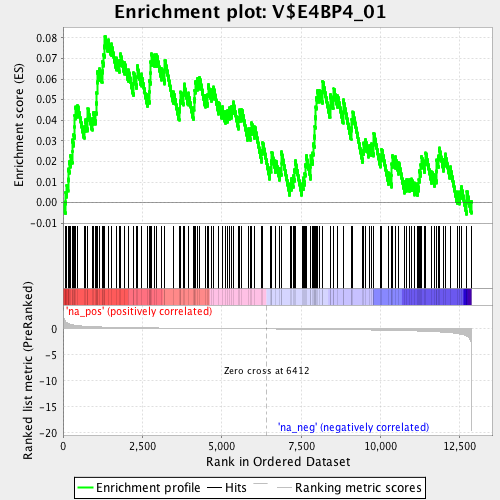 Enrichment plot: V$E4BP4_01
Enrichment score (ES)
0.08
0.07
0.06
0.05
0.04
0.03
0.02
0.01
0.00
-0.01
'na_pos' (positively correlated)
Ranked list metric (PreRanked)
0
-5
-10
-15
-20
Zero cross at 6412
'na_neg' (negatively correlated)
0
2,500
5,000
7,500
10,000
12,500
Rank in Ordered Dataset
Enrichment profile
Hits
Ranking metric scores